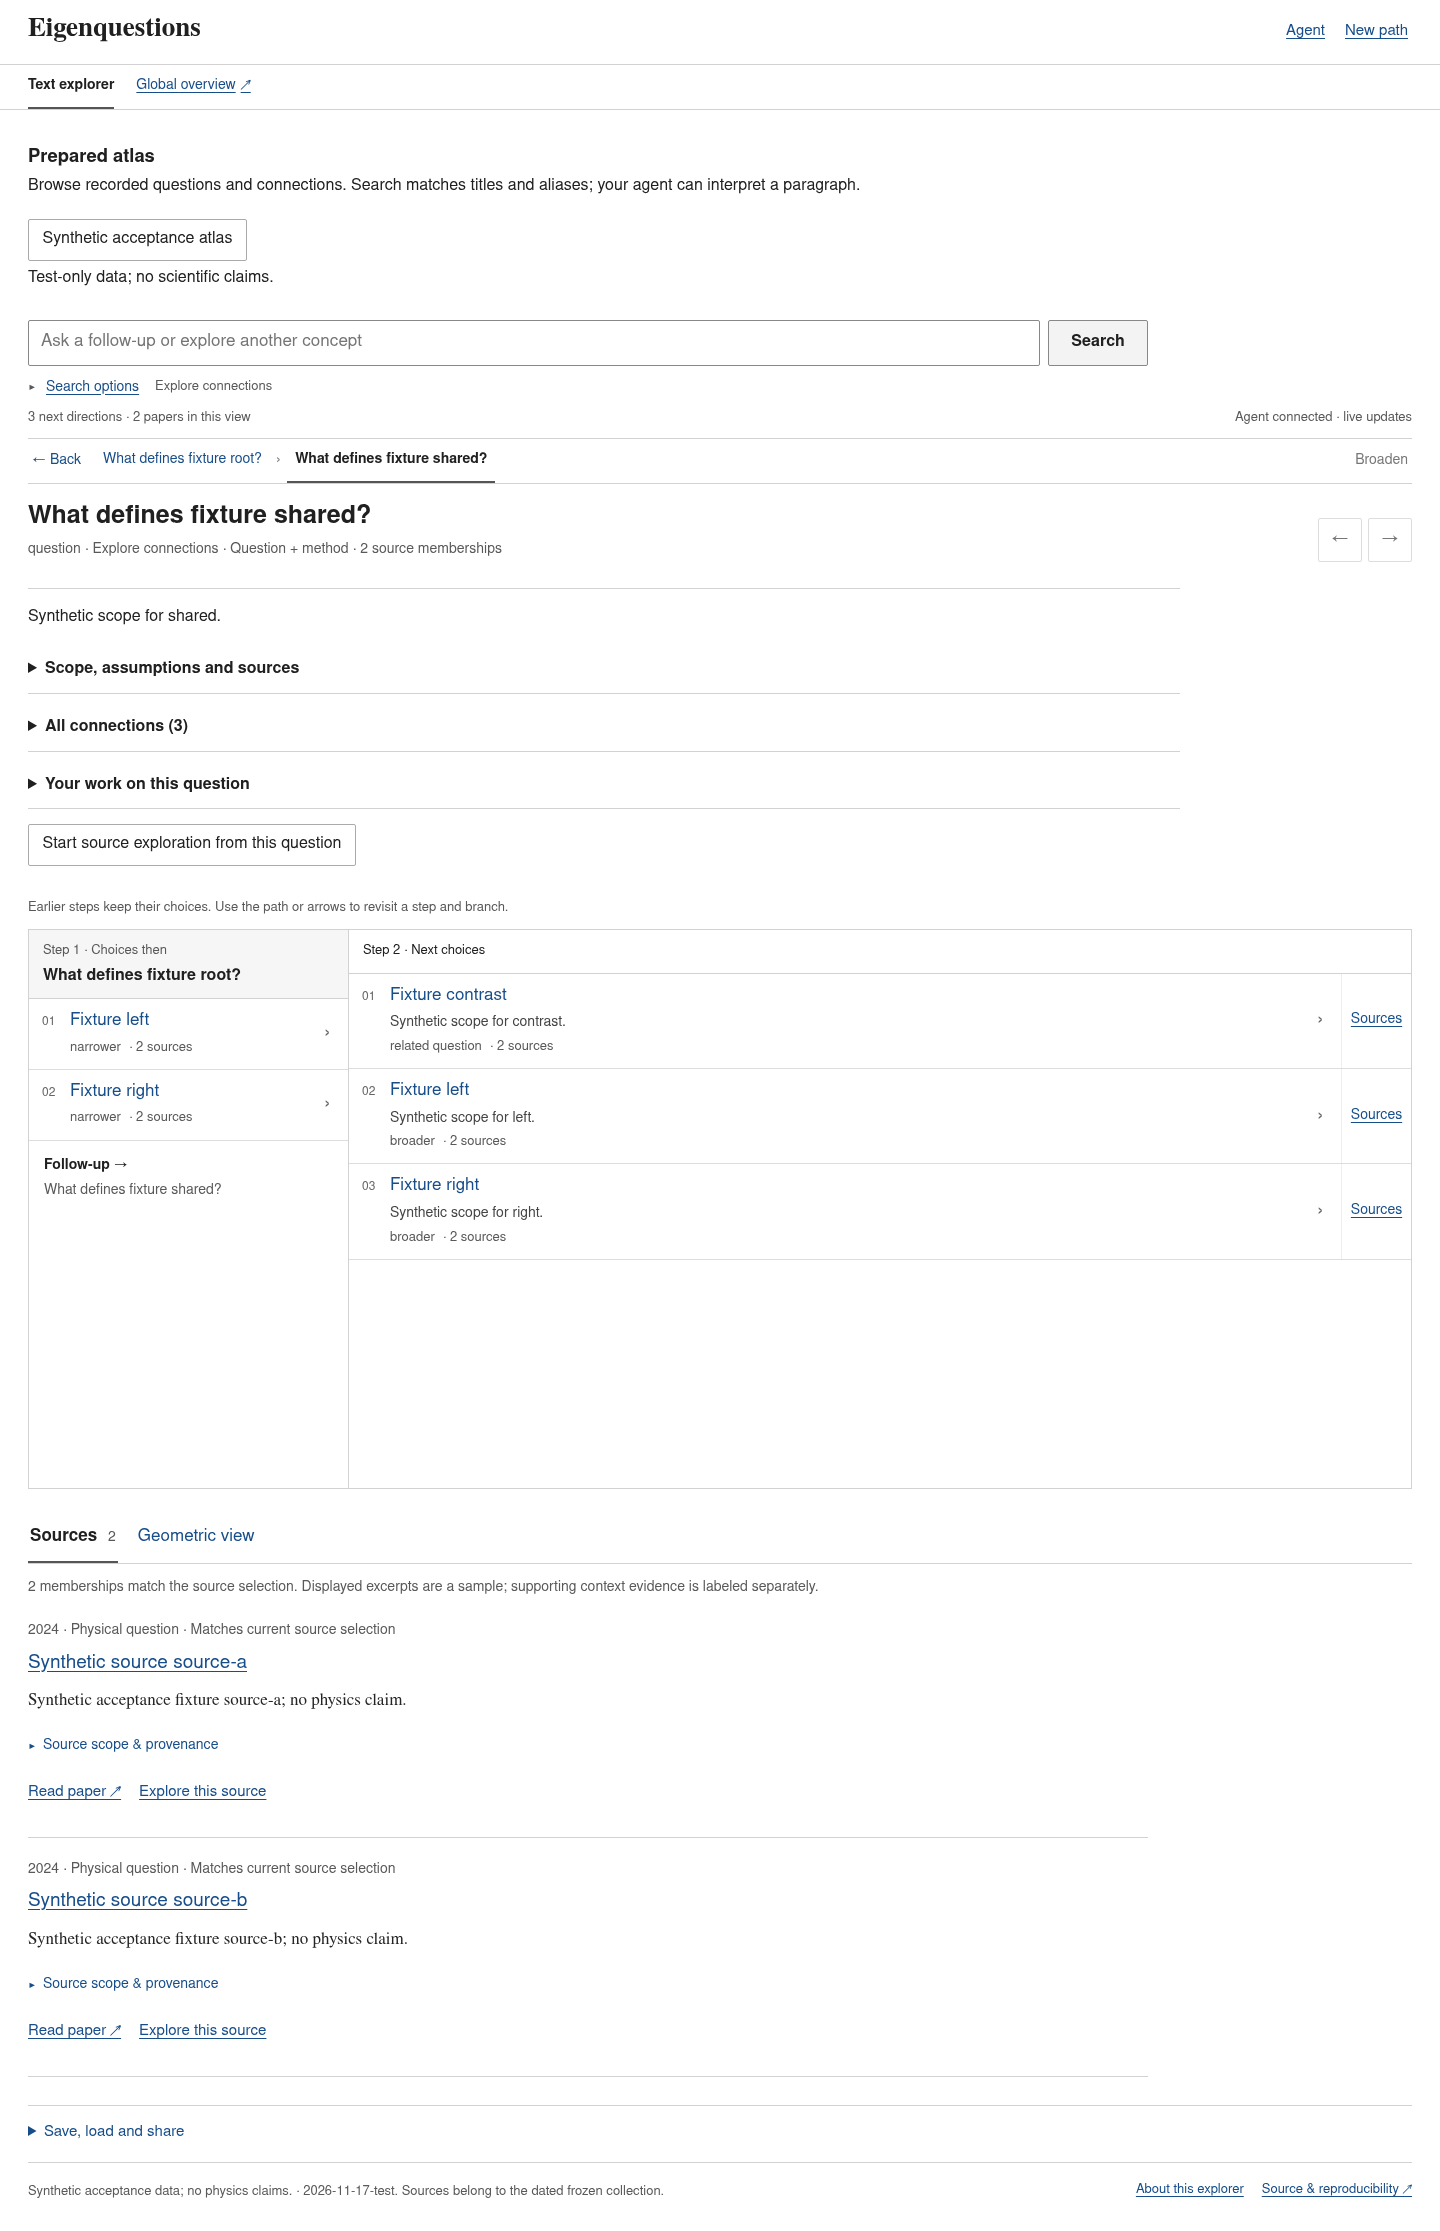 Eigenquestions
Agent New path
Text explorer Global overview ↗
Prepared atlas
Browse recorded questions and connections. Search matches titles and aliases; your agent can interpret a paragraph.
Synthetic acceptance atlas
Test-only data; no scientific claims.
Ask a follow-up or explore another concept
Search
▸ Search options Explore connections
3 next directions · 2 papers in this view
Agent connected · live updates
← Back What defines fixture root? › What defines fixture shared?
Broaden
What defines fixture shared?
question · Explore connections · Question + method · 2 source memberships
← →
Synthetic scope for shared.
▶ Scope, assumptions and sources
▶ All connections (3)
▶ Your work on this question
Start source exploration from this question
Earlier steps keep their choices. Use the path or arrows to revisit a step and branch.
Step 1 · Choices then
What defines fixture root?
01 Fixture left ›
narrower · 2 sources
02 Fixture right ›
narrower · 2 sources
Follow-up →
What defines fixture shared?
Step 2 · Next choices
01 Fixture contrast
Synthetic scope for contrast. › Sources
related question · 2 sources
02 Fixture left
Synthetic scope for left. › Sources
broader · 2 sources
03 Fixture right
Synthetic scope for right. › Sources
broader · 2 sources
Sources 2 Geometric view
2 memberships match the source selection. Displayed excerpts are a sample; supporting context evidence is labeled separately.
2024 · Physical question · Matches current source selection
Synthetic source source-a
Synthetic acceptance fixture source-a; no physics claim.
▸ Source scope & provenance
Read paper ↗ Explore this source
2024 · Physical question · Matches current source selection
Synthetic source source-b
Synthetic acceptance fixture source-b; no physics claim.
▸ Source scope & provenance
Read paper ↗ Explore this source
▶ Save, load and share
Synthetic acceptance data; no physics claims. · 2026-11-17-test. Sources belong to the dated frozen collection.
About this explorer Source & reproducibility ↗